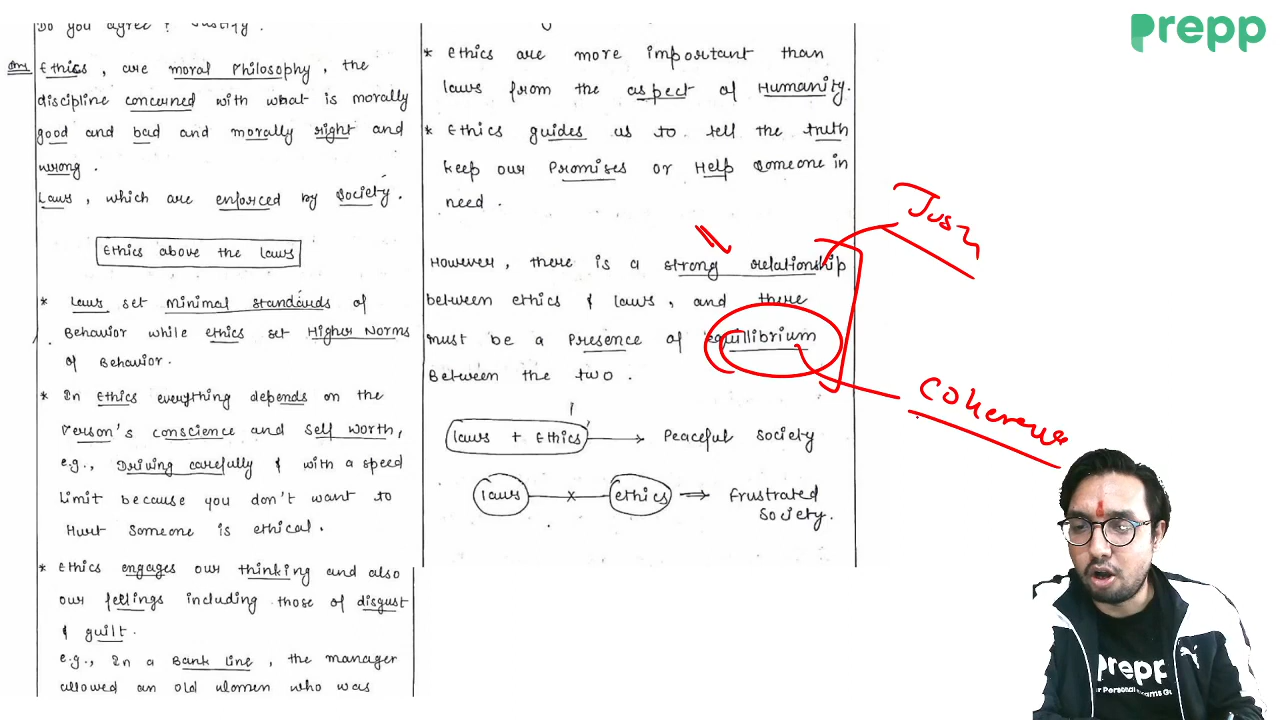 Do you agree? Justify.
Ans Ethics, are moral Philosophy, the
discipline concerned with what is morally
good and bad and morally right and
wrong.
Laws, which are enforced by Society.
Ethics above the laws
* Laws set Minimal standards of
Behavior while ethics set Higher Norms
of Behavior.
* In Ethics everything depends on the
Person's conscience and self worth,
e.g., Driving carefully & with a speed
limit because you don't want to
Hurt someone is ethical.
* Ethics engages our thinking and also
our feelings including those of disgust
& guilt.
e.g., In a Bank line, the manager
allowed an old women who was
* Ethics are more important than
laws from the aspect of Humanity.
* Ethics guides us to tell the truth
keep our Promises or Help Someone in
need.
However, there is a strong relationship
between ethics & laws, and there
must be a Presence of equillibrium
Between the two.
laws + Ethics → Peaceful Society
laws ―x― ethics ⇒ Frustrated
Society.
Coherence
prepp
prepp